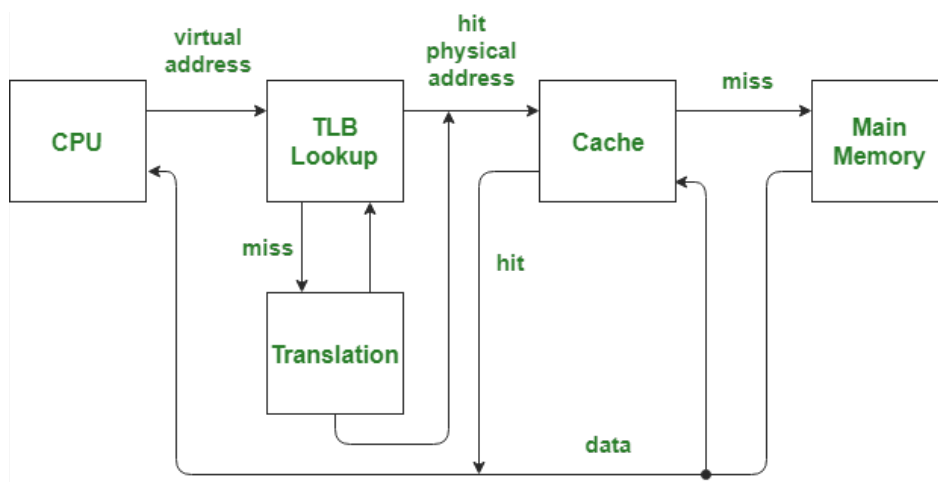 virtual
address
hit
physical
address
miss
CPU
TLB
Lookup
Cache
Main
Memory
miss
hit
Translation
data